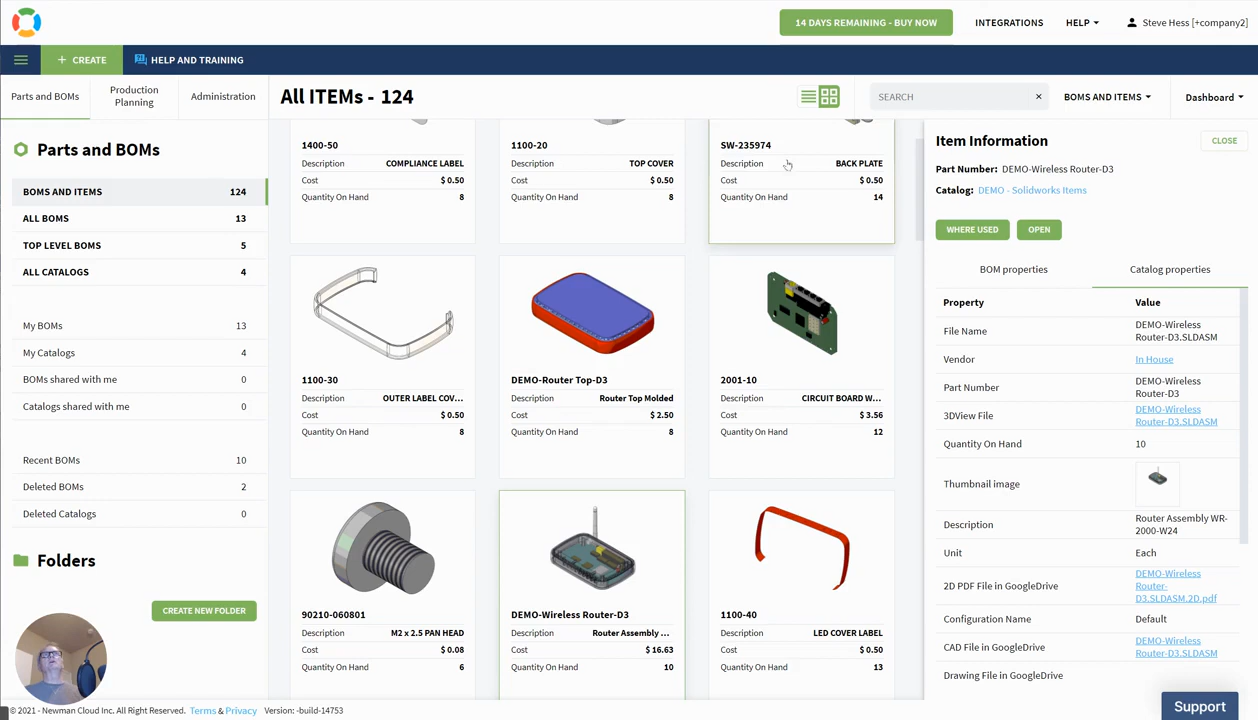 14 DAYS REMAINING - BUY NOW
INTEGRATIONS
HELP
Steve Hess [+company2]
+ CREATE
HELP AND TRAINING
Parts and BOMs
Production
Planning
Administration
All ITEMs - 124
SEARCH
×
BOMS AND ITEMS
Dashboard
Parts and BOMs
BOMS AND ITEMS 124
ALL BOMS 13
TOP LEVEL BOMS 5
ALL CATALOGS 4
My BOMs 13
My Catalogs 4
BOMs shared with me 0
Catalogs shared with me 0
Recent BOMs 10
Deleted BOMs 2
Deleted Catalogs 0
Folders
CREATE NEW FOLDER
1400-50
Description COMPLIANCE LABEL
Cost $ 0.50
Quantity On Hand 8
1100-20
Description TOP COVER
Cost $ 0.50
Quantity On Hand 8
SW-235974
Description BACK PLATE
Cost $ 0.50
Quantity On Hand 14
1100-30
Description OUTER LABEL COV...
Cost $ 0.50
Quantity On Hand 8
DEMO-Router Top-D3
Description Router Top Molded
Cost $ 2.50
Quantity On Hand 8
2001-10
Description CIRCUIT BOARD W...
Cost $ 3.56
Quantity On Hand 12
90210-060801
Description M2 x 2.5 PAN HEAD
Cost $ 0.08
Quantity On Hand 6
DEMO-Wireless Router-D3
Description Router Assembly ...
Cost $ 16.63
Quantity On Hand 10
1100-40
Description LED COVER LABEL
Cost $ 0.50
Quantity On Hand 13
Item Information
CLOSE
Part Number: DEMO-Wireless Router-D3
Catalog: DEMO - Solidworks Items
WHERE USED
OPEN
BOM properties
Catalog properties
Property Value
File Name DEMO-Wireless
Router-D3.SLDASM
Vendor In House
Part Number DEMO-Wireless
Router-D3
3DView File DEMO-Wireless
Router-D3.SLDASM
Quantity On Hand 10
Thumbnail image
Description Router Assembly WR-
2000-W24
Unit Each
2D PDF File in GoogleDrive DEMO-Wireless
Router-
D3.SLDASM.2D.pdf
Configuration Name Default
CAD File in GoogleDrive DEMO-Wireless
Router-D3.SLDASM
Drawing File in GoogleDrive
© 2021 - Newman Cloud Inc. All Right Reserved. Terms & Privacy Version: -build-14753
Support